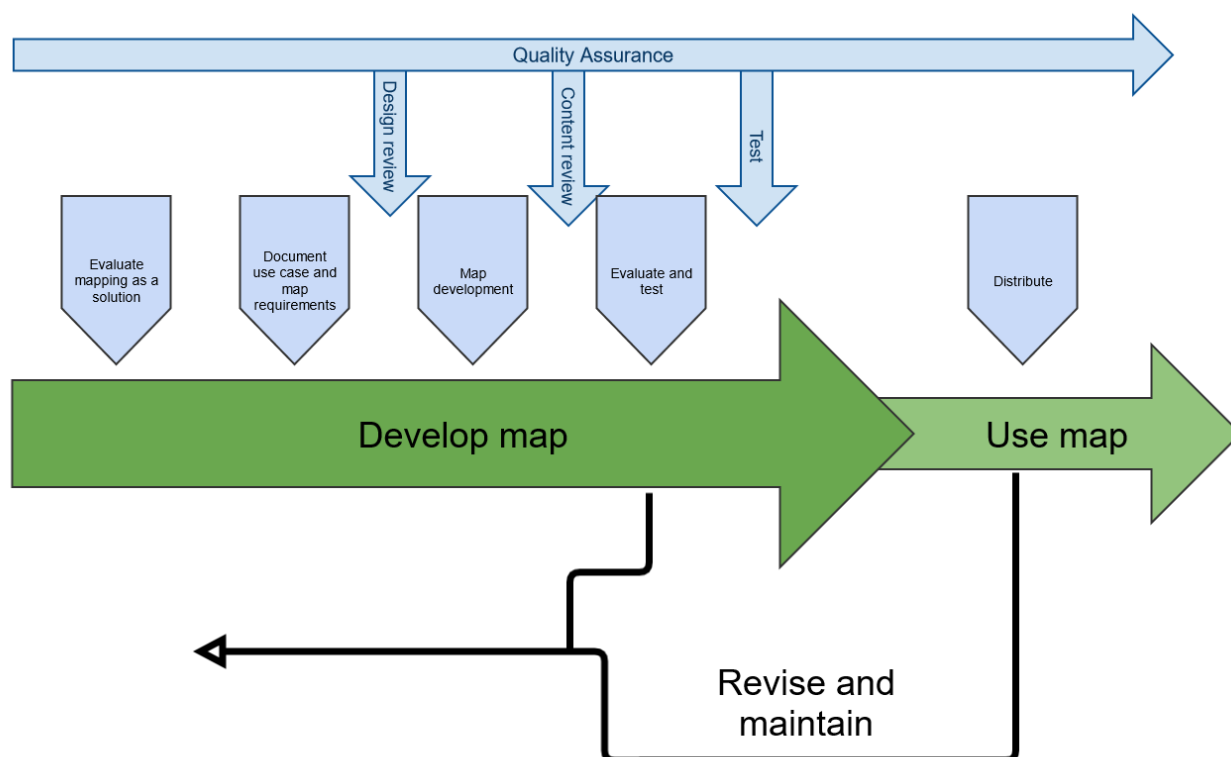 Quality Assurance
Design review
Content review
Test
Evaluate
mapping as a
solution
Document
use case and
map
requirements
Map
development
Evaluate and
test
Distribute
Develop map
Use map
Revise and
maintain